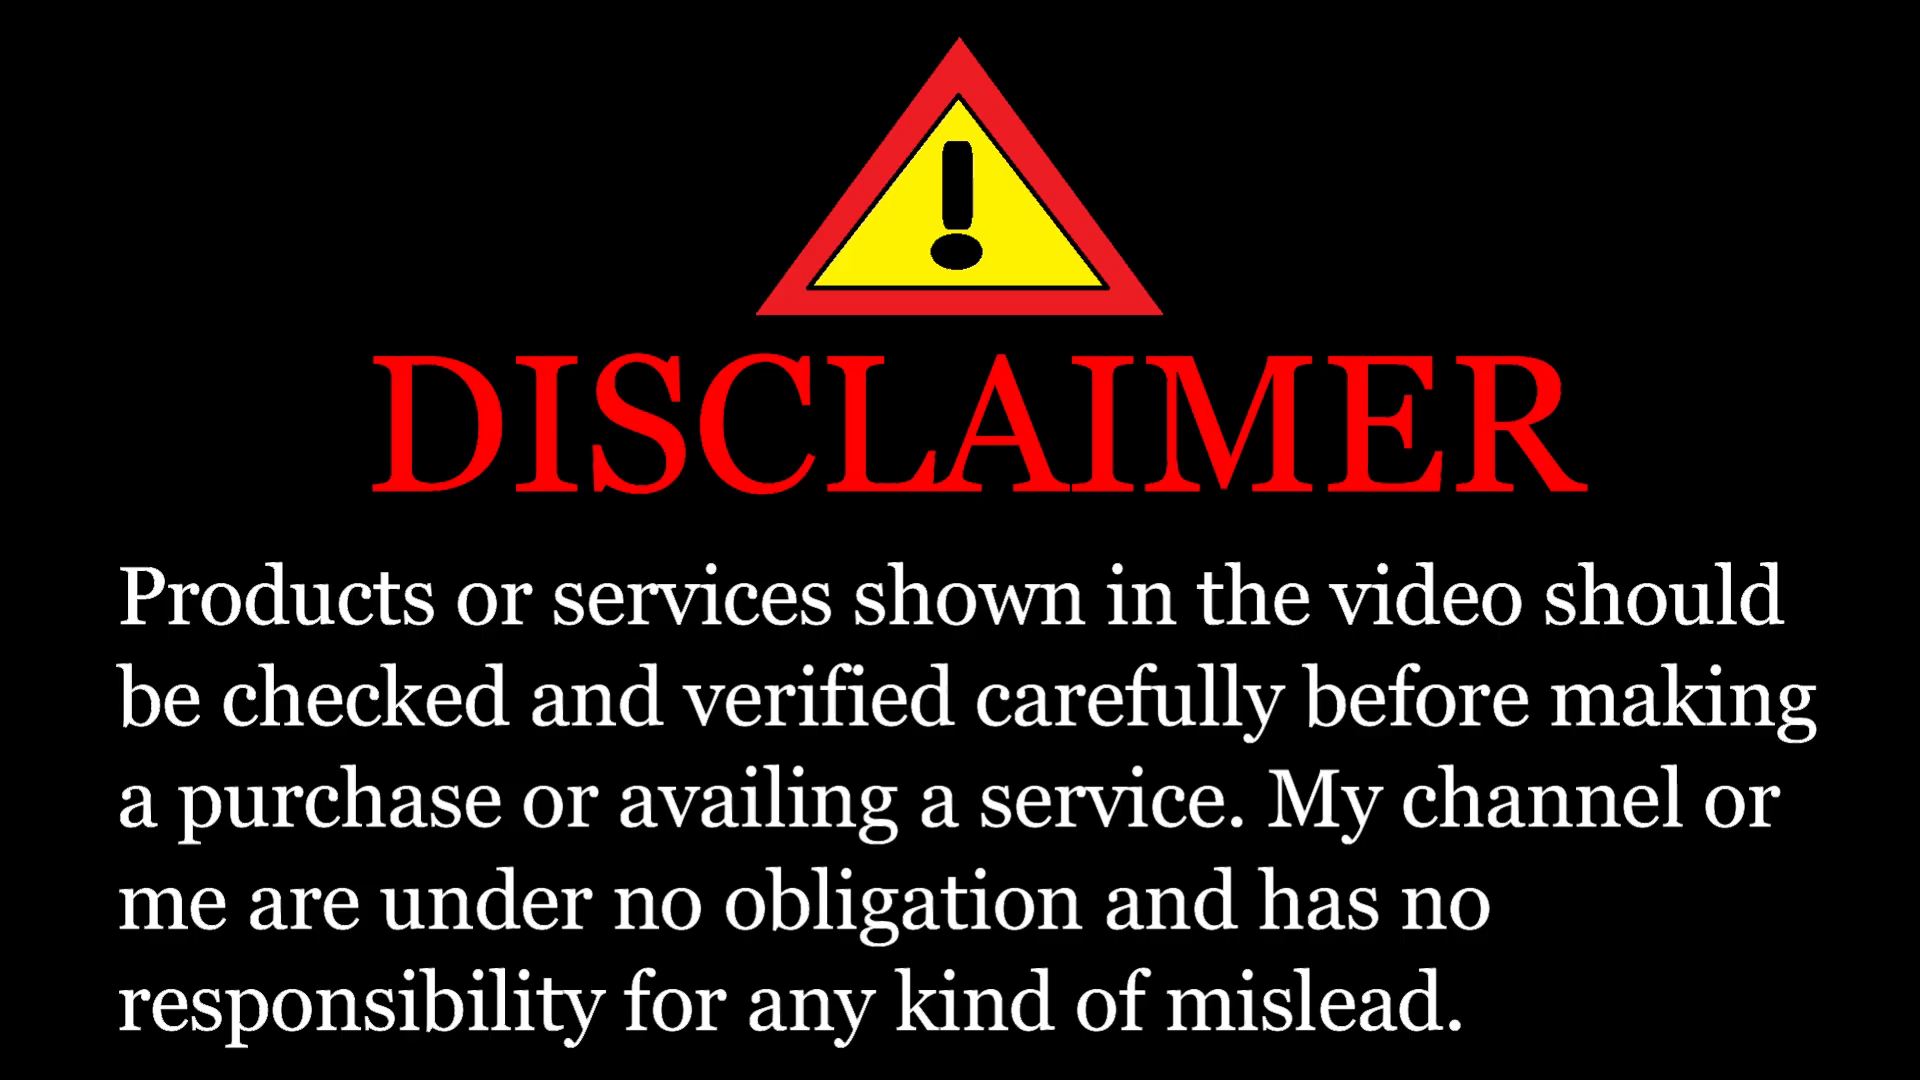 DISCLAIMER
Products or services shown in the video should
be checked and verified carefully before making
a purchase or availing a service. My channel or
me are under no obligation and has no
responsibility for any kind of mislead.